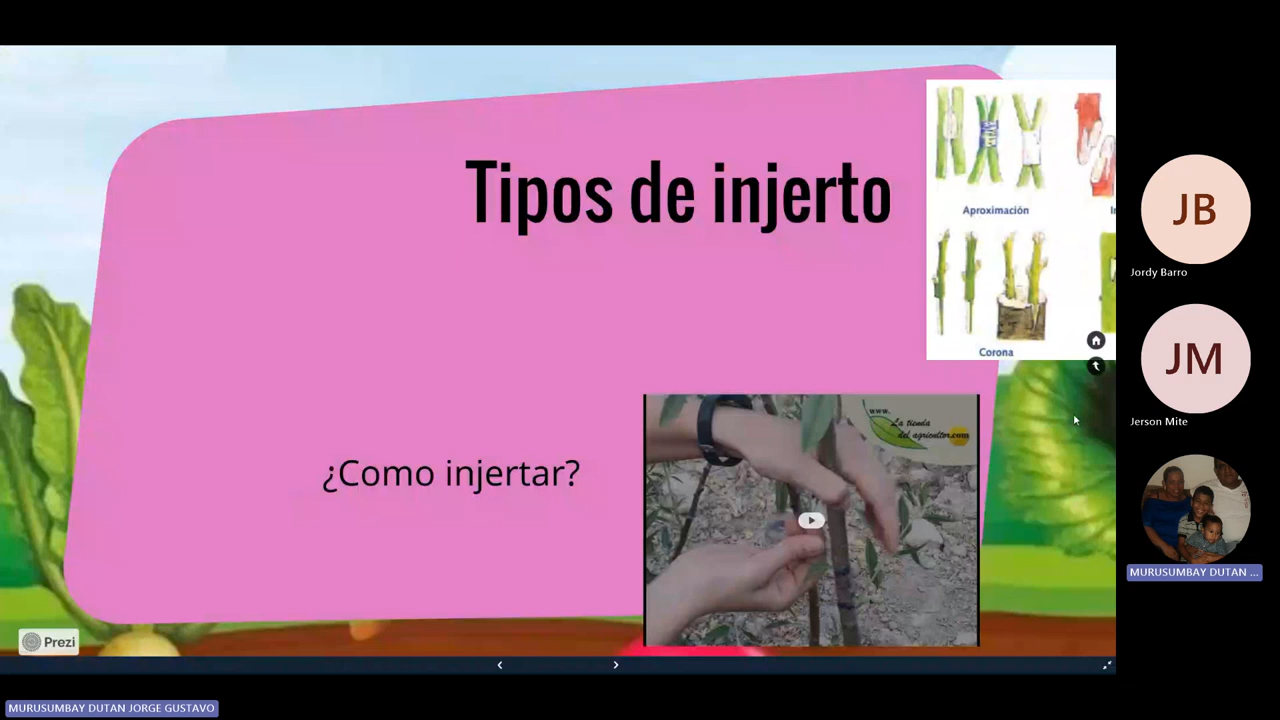 Tipos de injerto
Aproximación
Corona
¿Como injertar?
www.
La tienda
del agricultor.com
Prezi
JB
Jordy Barro
JM
Jerson Mite
MURUSUMBAY DUTAN ...
MURUSUMBAY DUTAN JORGE GUSTAVO